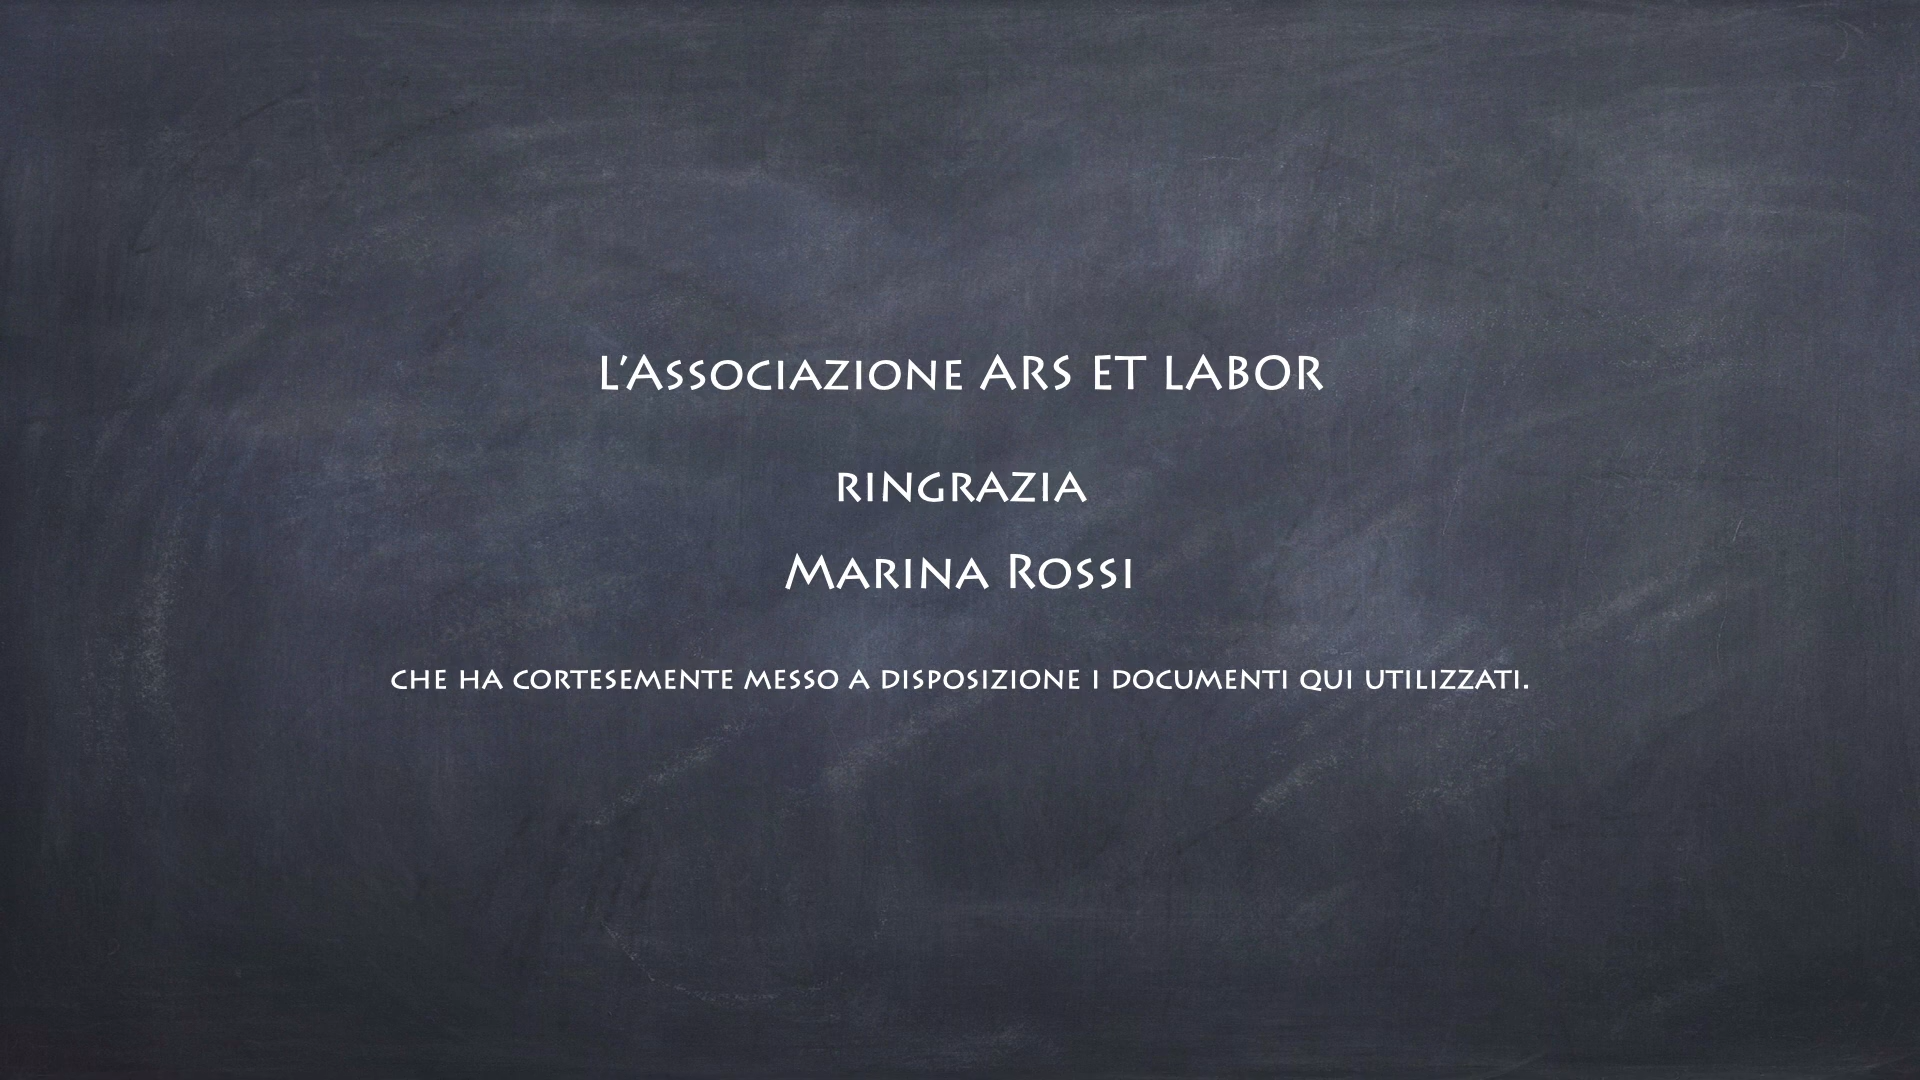 L’Associazione ARS ET LABOR
ringrazia
Marina Rossi
che ha cortesemente messo a disposizione i documenti qui utilizzati.